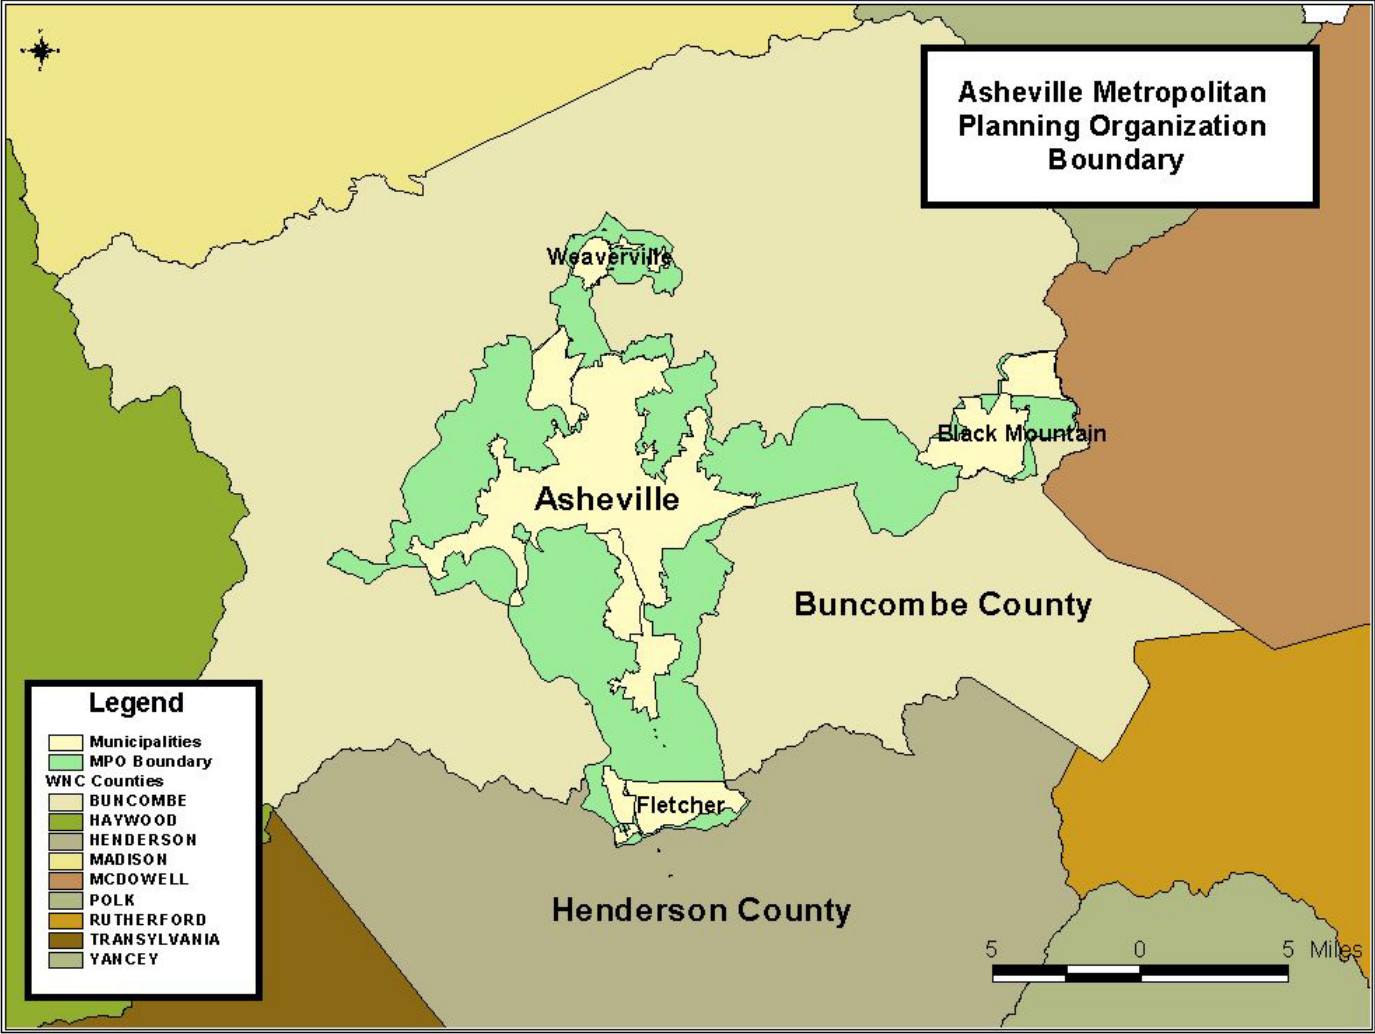 Asheville Metropolitan
Planning Organization
Boundary
Weaverville
Black Mountain
Asheville
Buncombe County
Fletcher
Henderson County
Legend
Municipalities
MPO Boundary
WNC Counties
BUNCOMBE
HAYWOOD
HENDERSON
MADISON
MCDOWELL
POLK
RUTHERFORD
TRANSYLVANIA
YANCEY
5 0 5 Miles